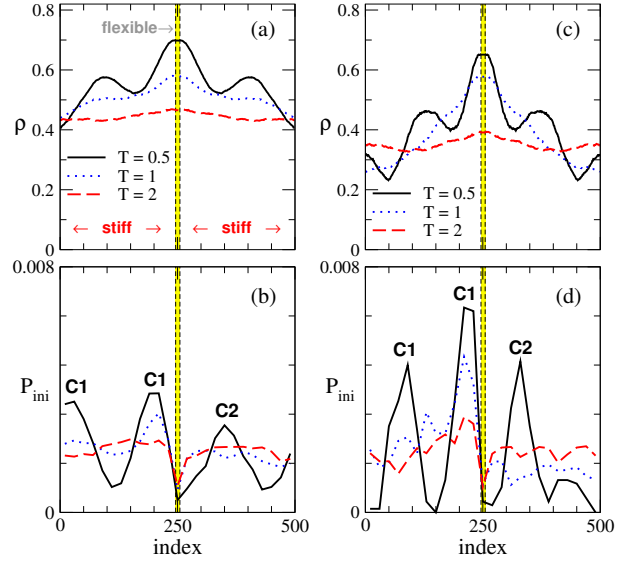 0.8
flexible→
(a)
0.6
ρ
0.4
T = 0.5
T = 1
0.2
T = 2
← stiff →
← stiff →
0
0.8
(c)
0.6
ρ
0.4
0.2
T = 0.5
T = 1
T = 2
0
0.008
(b)
C1
C1
C2
P_ini
0
0
250
500
index
0.008
(d)
C1
C1
C2
P_ini
0
0
250
500
index